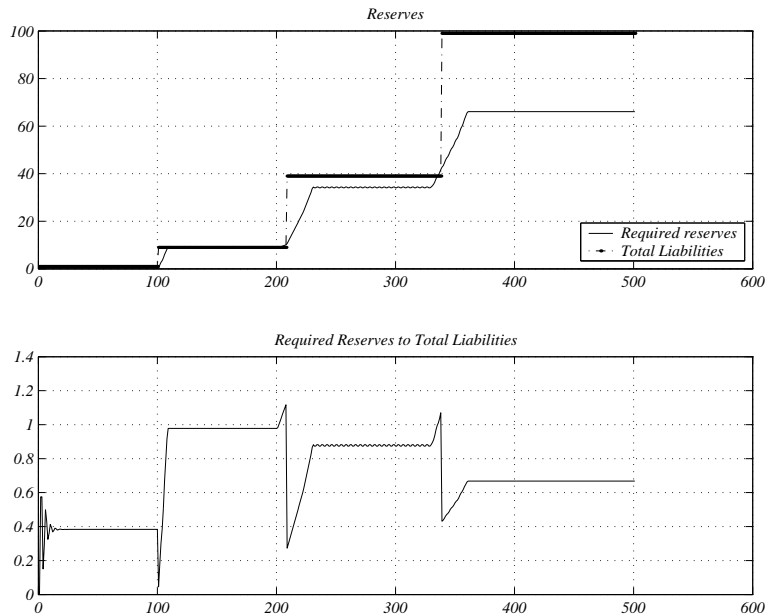 Reserves
100
80
60
40
20
0
0 100 200 300 400 500 600
Required reserves
Total Liabilities
Required Reserves to Total Liabilities
1.4
1.2
1
0.8
0.6
0.4
0.2
0
0 100 200 300 400 500 600